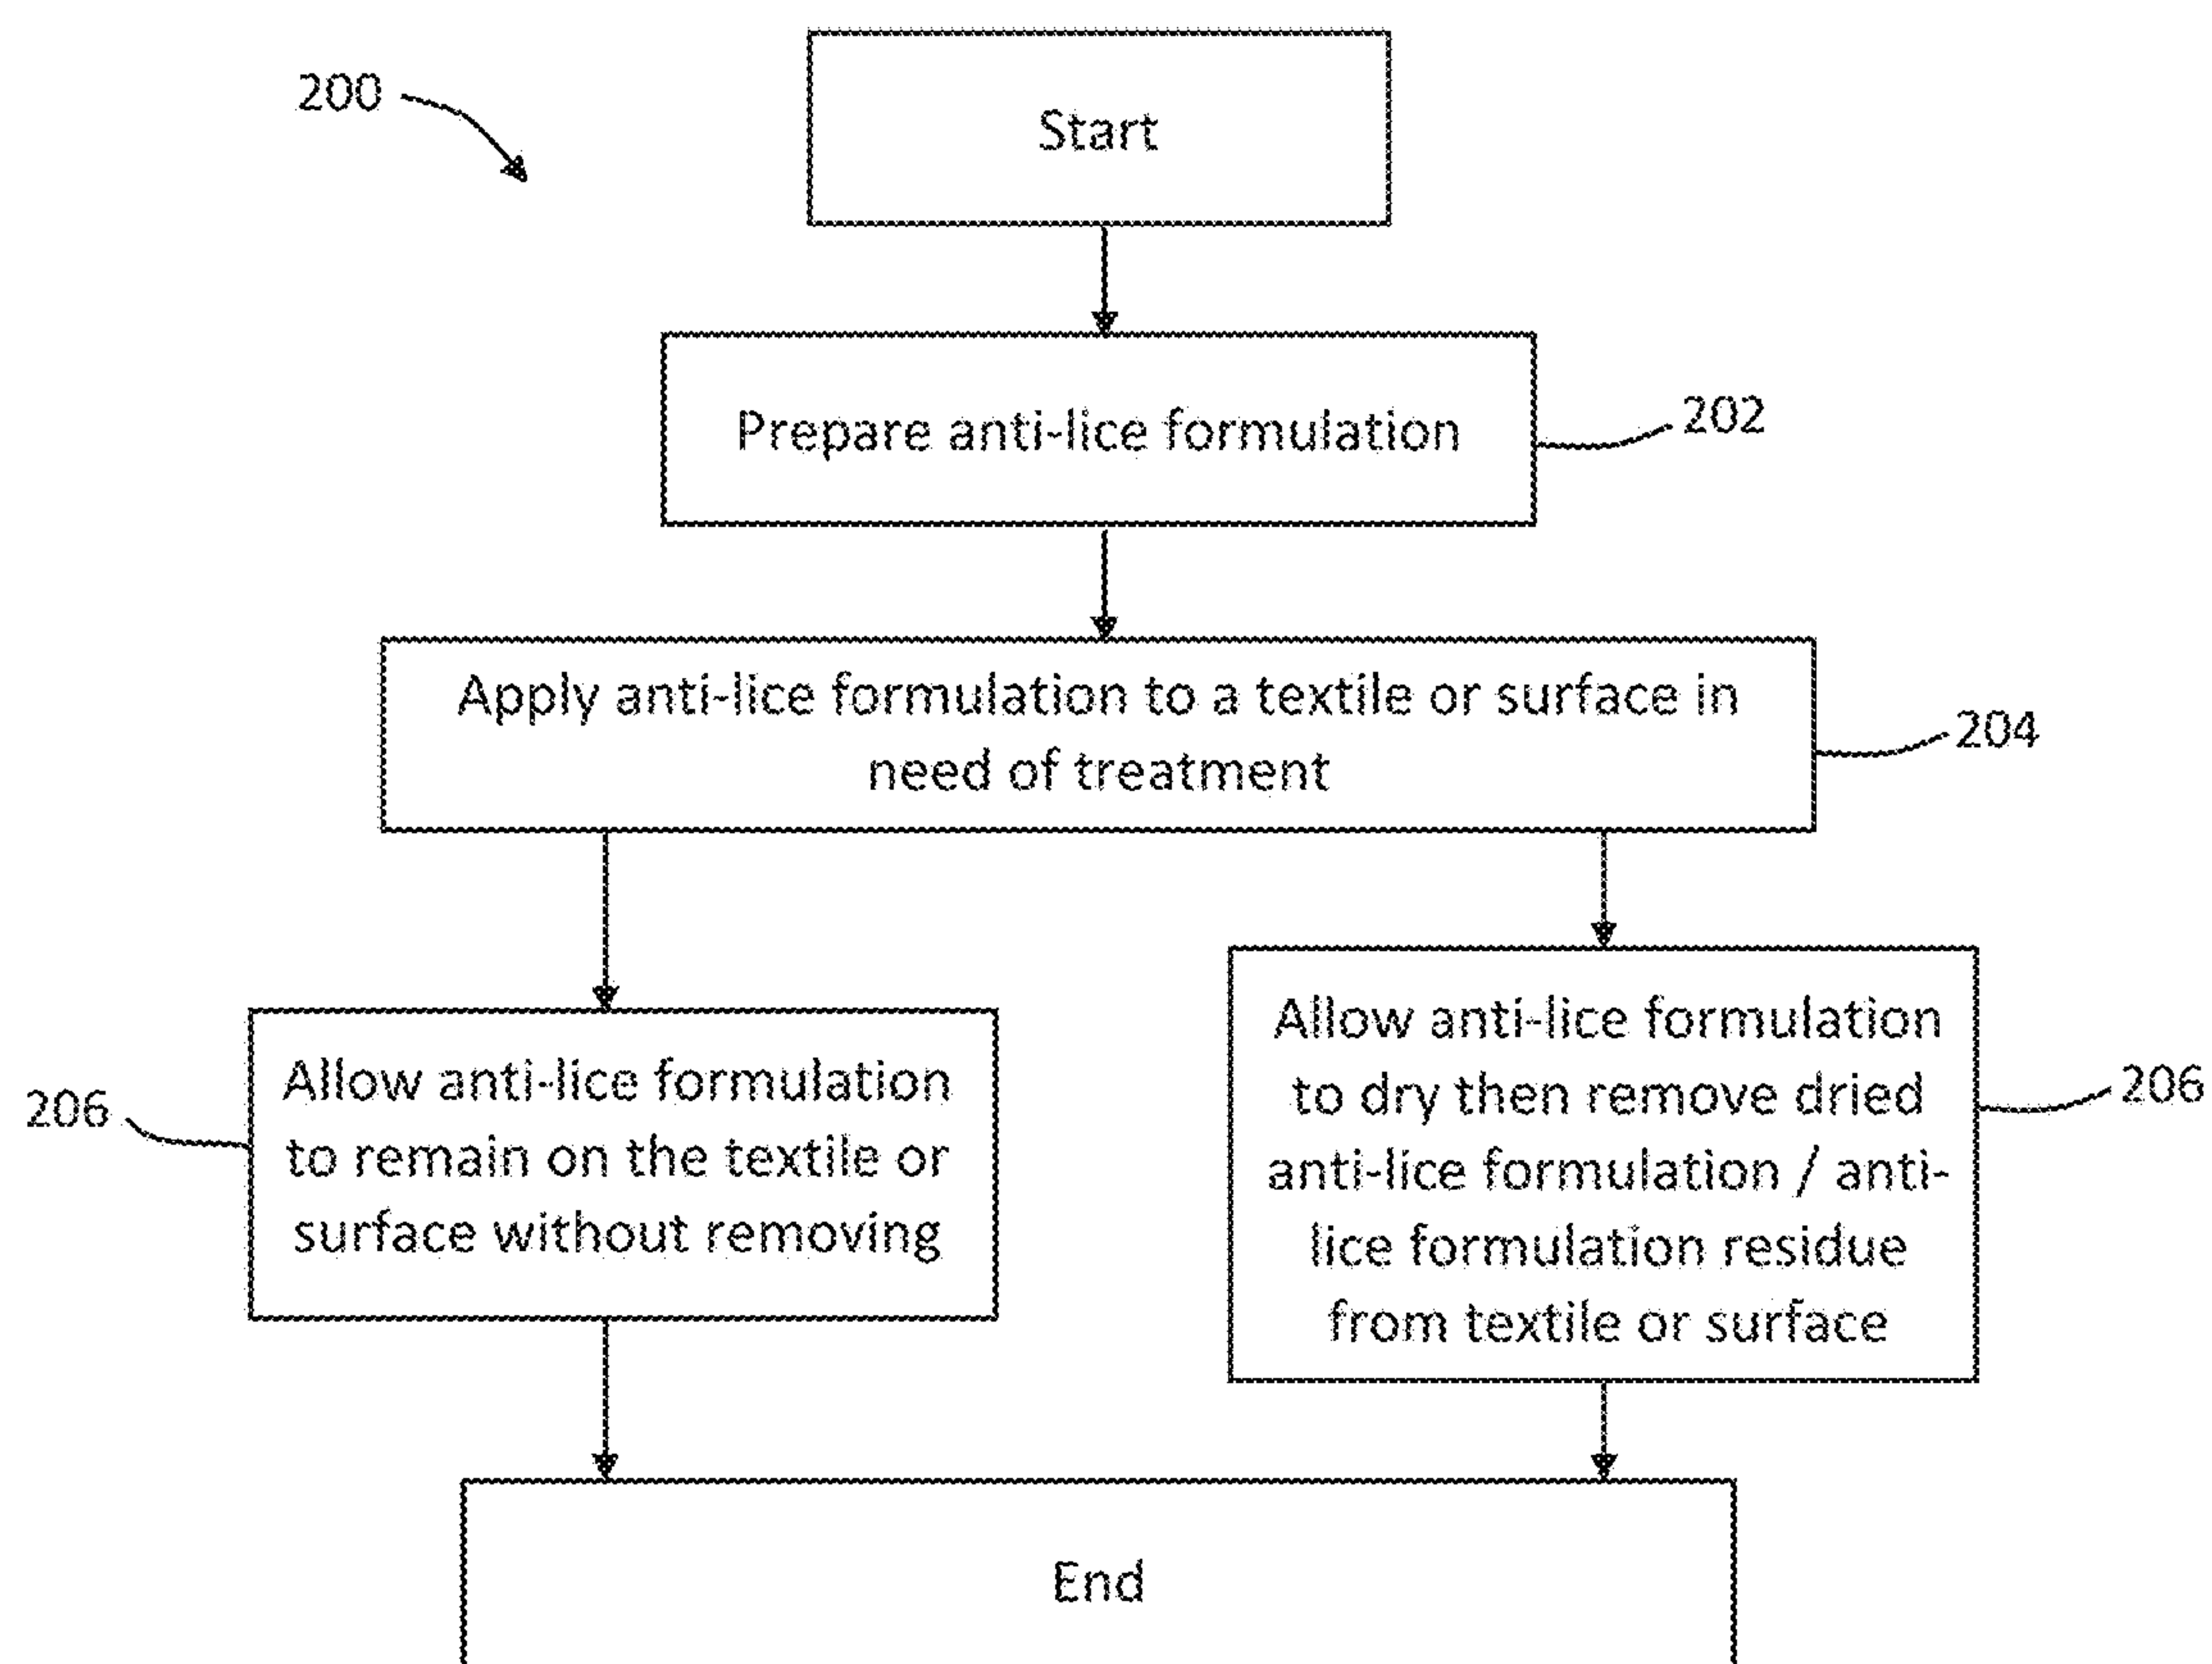 200
Start
Prepare anti-lice formulation
202
Apply anti-lice formulation to a textile or surface in
need of treatment
204
206
Allow anti-lice formulation
to remain on the textile or
surface without removing
Allow anti-lice formulation
to dry then remove dried
anti-lice formulation / anti-
lice formulation residue
from textile or surface
206
End